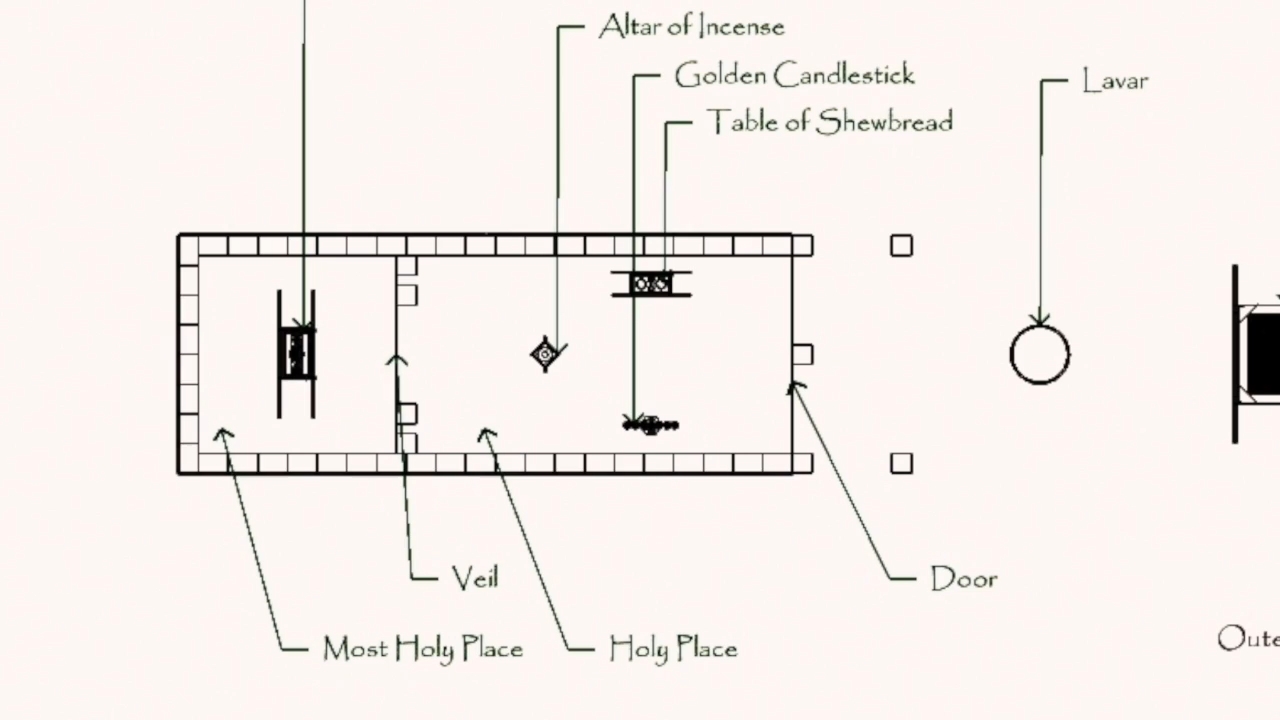 Altar of Incense
Golden Candlestick
Lavar
Table of Shewbread
Veil
Door
Most Holy Place
Holy Place